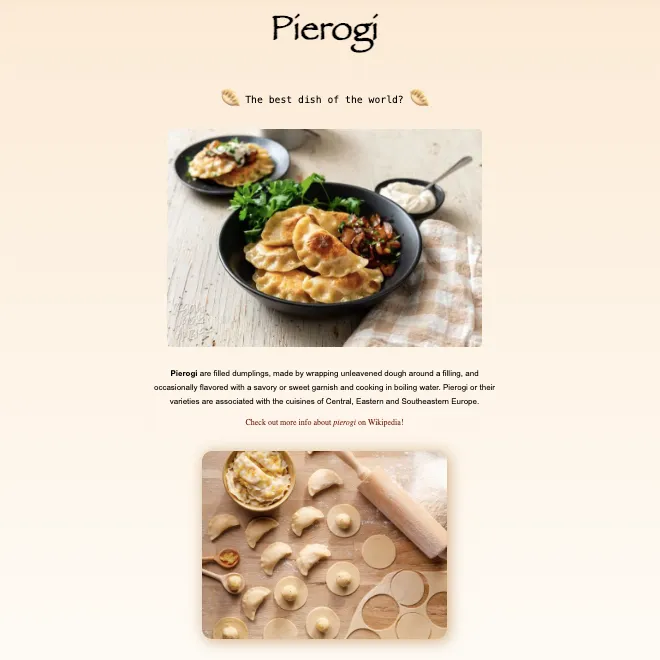 Pierogi
The best dish of the world?
Pierogi are filled dumplings, made by wrapping unleavened dough around a filling, and
occasionally flavored with a savory or sweet garnish and cooking in boiling water. Pierogi or their
varieties are associated with the cuisines of Central, Eastern and Southeastern Europe.
Check out more info about pierogi on Wikipedia!